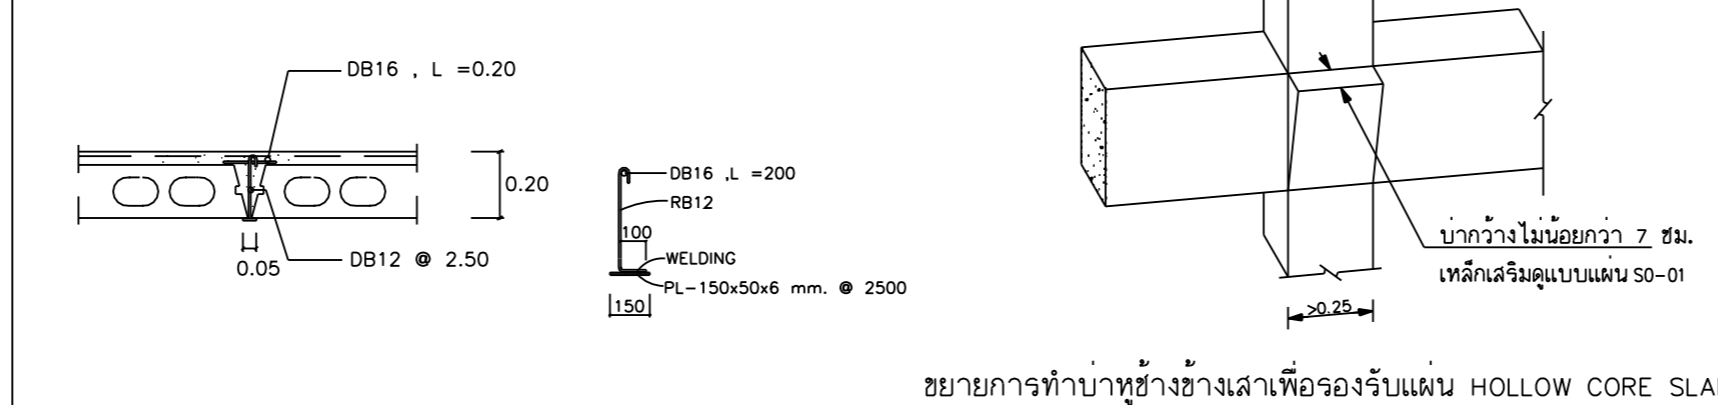 DB16 , L =0.20
0.20
DB12 @ 2.50
0.05
DB16 ,L =200
RB12
100
WELDING
PL-150x50x6 mm. @ 2500
150
บ่ากว้างไม่น้อยกว่า 7 ซม.
เหล็กเสริมดูแบบแผ่น S0-01
>0.25
ขยายการทำบ่าหูช้างข้างเสาเพื่อรองรับแผ่น HOLLOW CORE